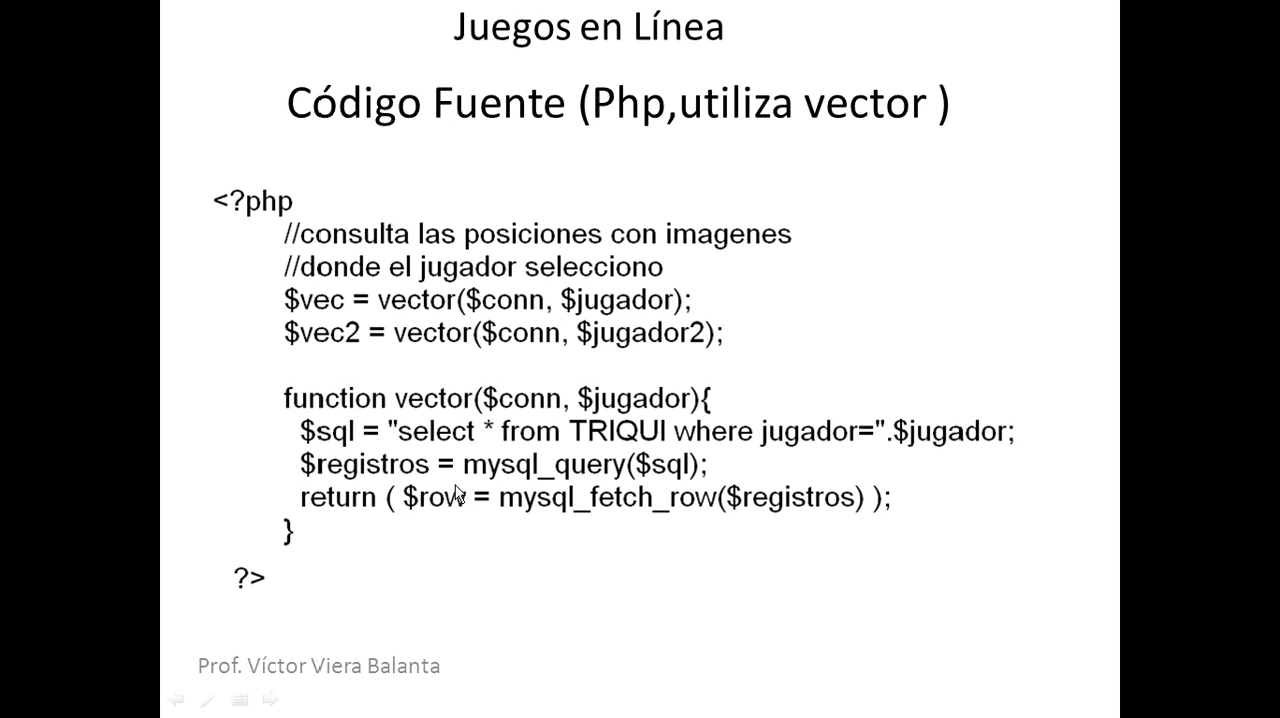 Juegos en Línea
Código Fuente (Php,utiliza vector )
<?php
//consulta las posiciones con imagenes
//donde el jugador selecciono
$vec = vector($conn, $jugador);
$vec2 = vector($conn, $jugador2);
function vector($conn, $jugador){
$sql = "select * from TRIQUI where jugador=".$jugador;
$registros = mysql_query($sql);
return ( $row = mysql_fetch_row($registros) );
}
?>
Prof. Víctor Viera Balanta